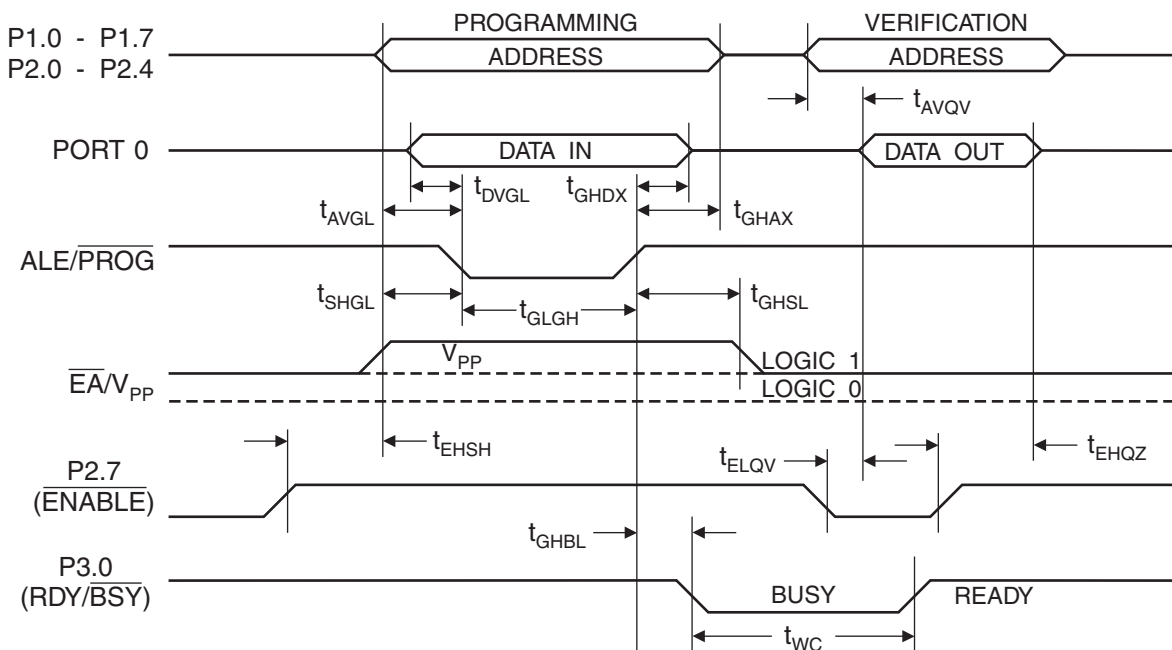 PROGRAMMING VERIFICATION
P1.0 - P1.7
P2.0 - P2.4
ADDRESS ADDRESS
tAVQV
PORT 0 DATA IN DATA OUT
tDVGL tGHDX
tAVGL tGHAX
ALE/PROG
tSHGL tGLGH tGHSL
VPP LOGIC 1
EA/VPP
LOGIC 0
tEHSH tELQV tEHQZ
P2.7
(ENABLE)
tGHBL
P3.0
(RDY/BSY) BUSY READY
tWC